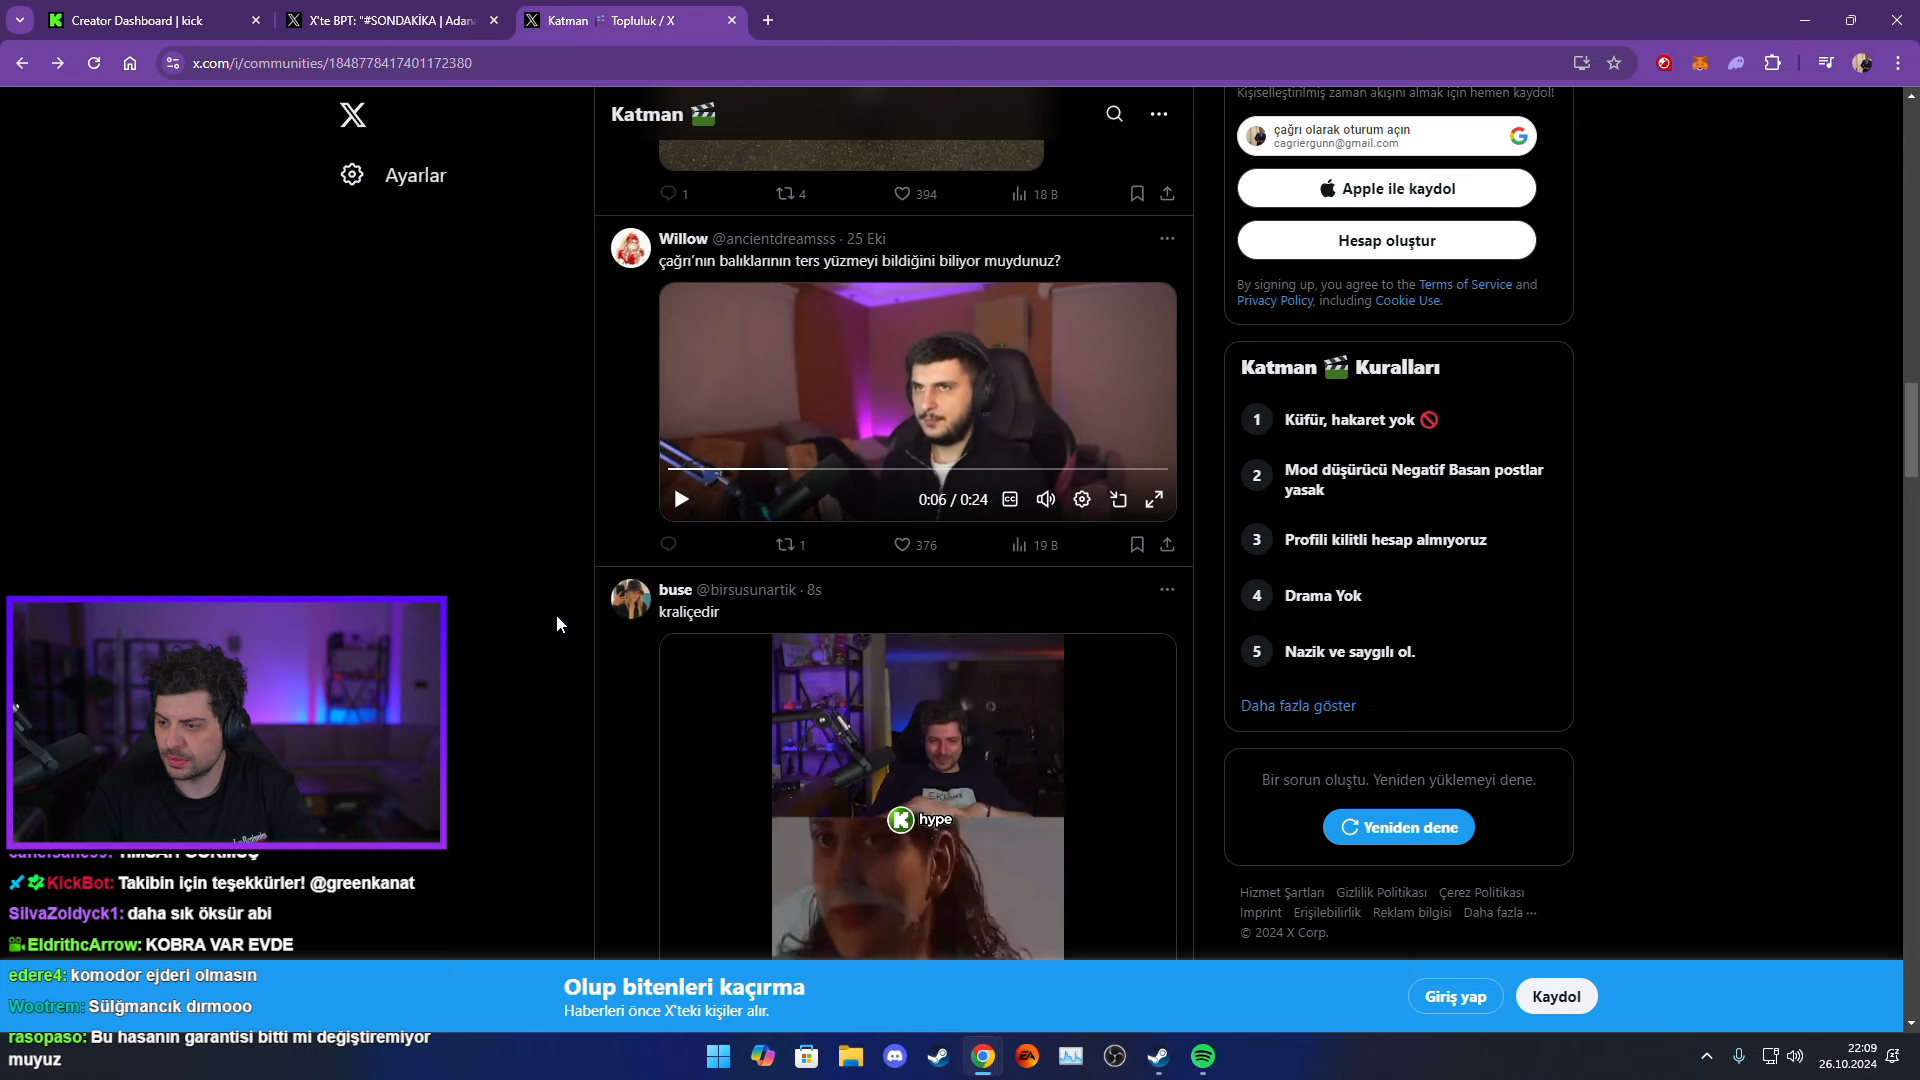 Creator Dashboard | kick
X'te BPT: "#SONDAKİKA | Adan
Katman 🎬 Topluluk / X
x.com/i/communities/1848778417401172380
Katman 🎬
Ayarlar
1
4
394
18 B
Willow @ancientdreamsss · 25 Eki
çağrı'nın balıklarının ters yüzmeyi bildiğini biliyor muydunuz?
0:06 / 0:24
1
376
19 B
buse @birsusunartik · 8s
kraliçedir
hype
Kişiselleştirilmiş zaman akışını almak için hemen kaydol!
çağrı olarak oturum açın
cagriergunn@gmail.com
Apple ile kaydol
Hesap oluştur
By signing up, you agree to the Terms of Service and
Privacy Policy, including Cookie Use.
Katman 🎬 Kuralları
1 Küfür, hakaret yok 🚫
2 Mod düşürücü Negatif Basan postlar
yasak
3 Profili kilitli hesap almıyoruz
4 Drama Yok
5 Nazik ve saygılı ol.
Daha fazla göster
Bir sorun oluştu. Yeniden yüklemeyi dene.
Yeniden dene
Hizmet Şartları Gizlilik Politikası Çerez Politikası
Imprint Erişilebilirlik Reklam bilgisi Daha fazla ···
© 2024 X Corp.
KickBot: Takibin için teşekkürler! @greenkanat
SilvaZoldyck1: daha sık öksür abi
EldrithcArrow: KOBRA VAR EVDE
edere4: komodor ejderi olmasın
Wootrem: Sülğmancık dırmooo
rasopaso: Bu hasanın garantisi bitti mi değiştiremiyor
muyuz
Olup bitenleri kaçırma
Haberleri önce X'teki kişiler alır.
Giriş yap
Kaydol
22:09
26.10.2024